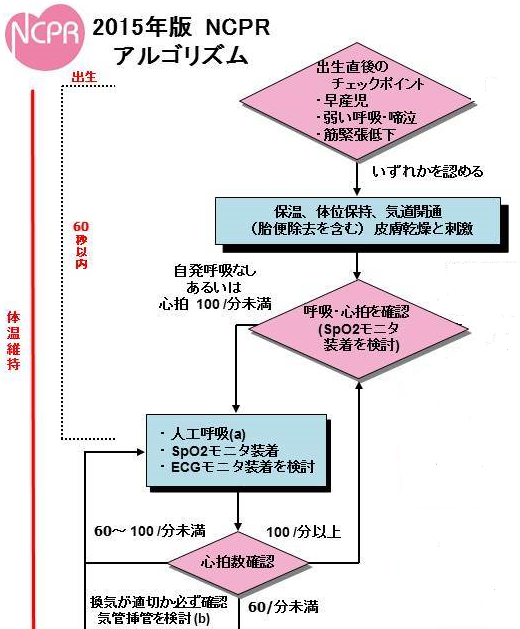 NCPR
2015年版 NCPR
アルゴリズム
出生
出生直後の
チェックポイント
・早産児
・弱い呼吸・啼泣
・筋緊張低下
いずれかを認める
保温、体位保持、気道開通
（胎便除去を含む） 皮膚乾燥と刺激
60
秒以内
自発呼吸なし
あるいは
心拍 100/分未満
呼吸・心拍を確認
(SpO2モニタ
装着を検討)
体温維持
・ 人工呼吸(a)
・ SpO2モニタ装着
・ ECGモニタ装着を検討
60～ 100/分未満
100/分以上
心拍数確認
換気が適切か必ず確認
気管挿管を検討(b)
60/分未満